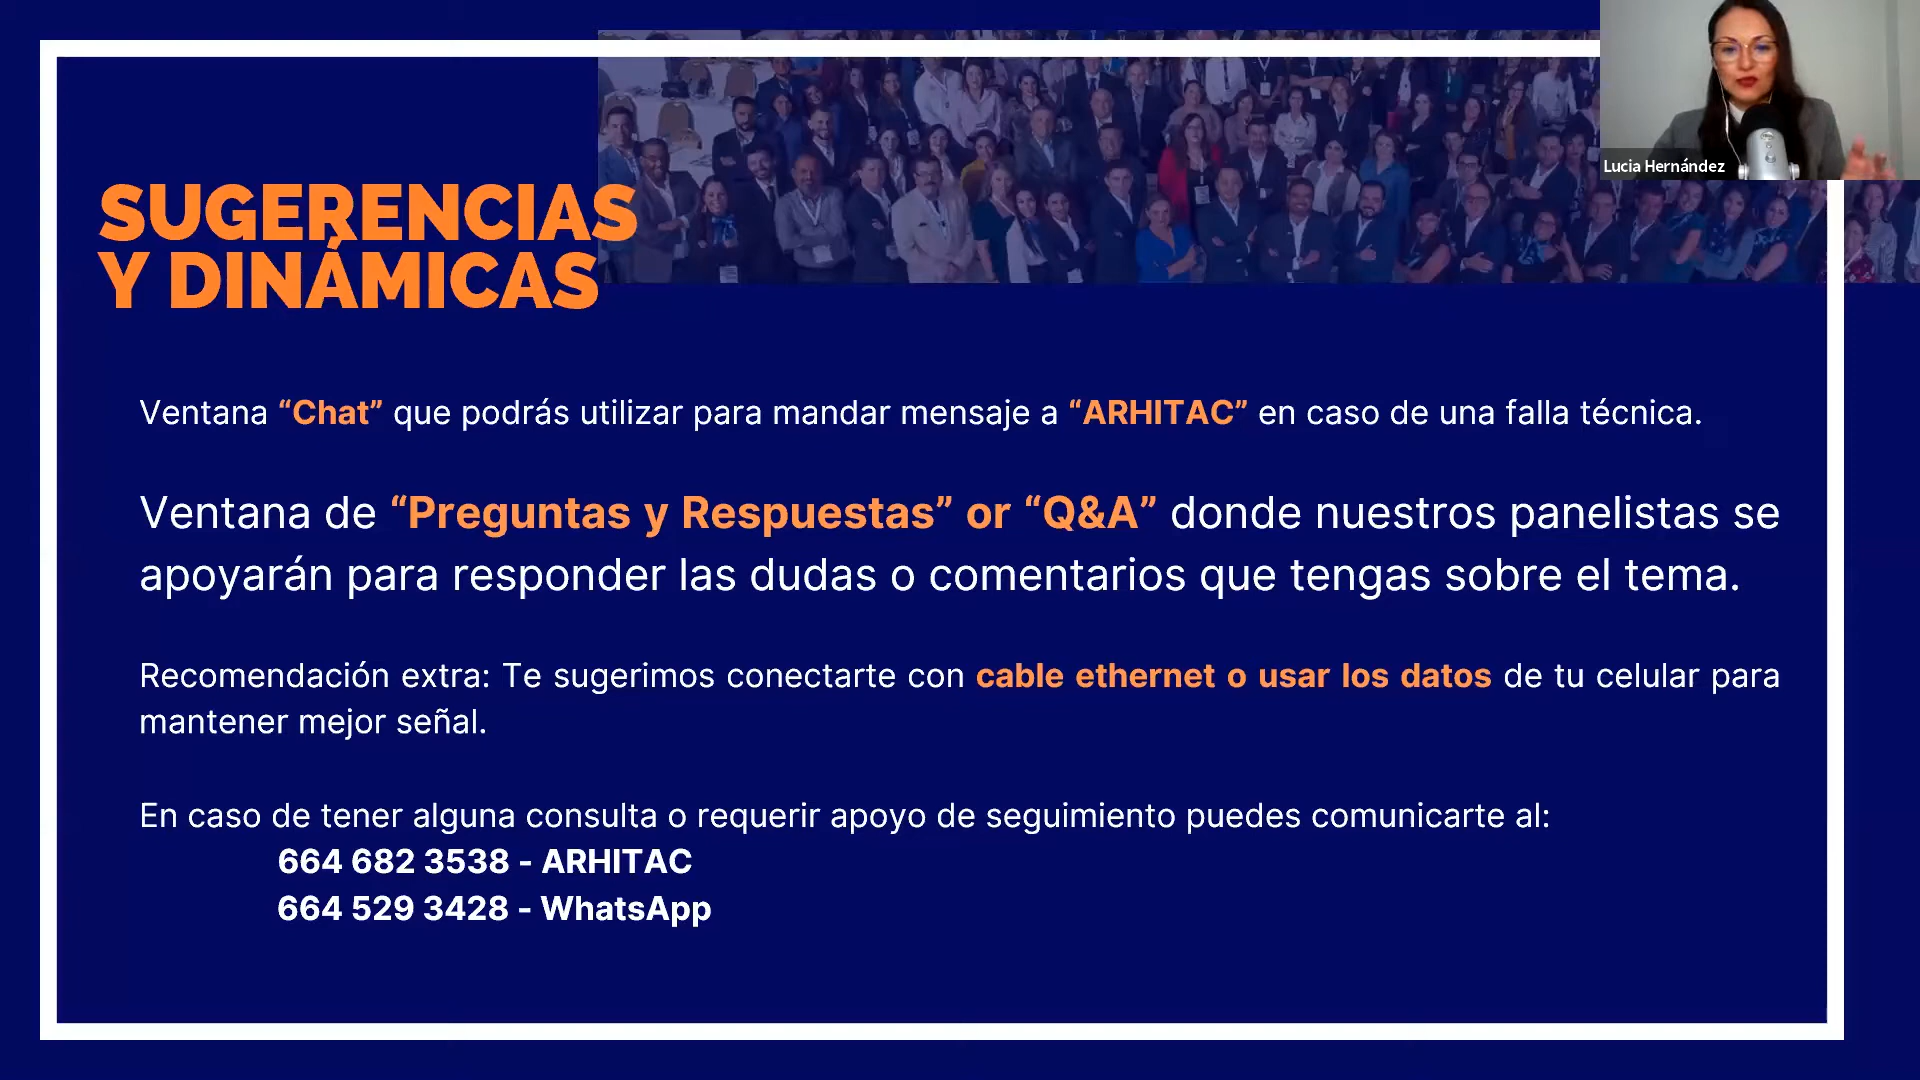 Lucia Hernández
SUGERENCIAS
Y DINÁMICAS
Ventana “Chat” que podrás utilizar para mandar mensaje a “ARHITAC” en caso de una falla técnica.
Ventana de “Preguntas y Respuestas” or “Q&A” donde nuestros panelistas se
apoyarán para responder las dudas o comentarios que tengas sobre el tema.
Recomendación extra: Te sugerimos conectarte con cable ethernet o usar los datos de tu celular para
mantener mejor señal.
En caso de tener alguna consulta o requerir apoyo de seguimiento puedes comunicarte al:
664 682 3538 - ARHITAC
664 529 3428 - WhatsApp